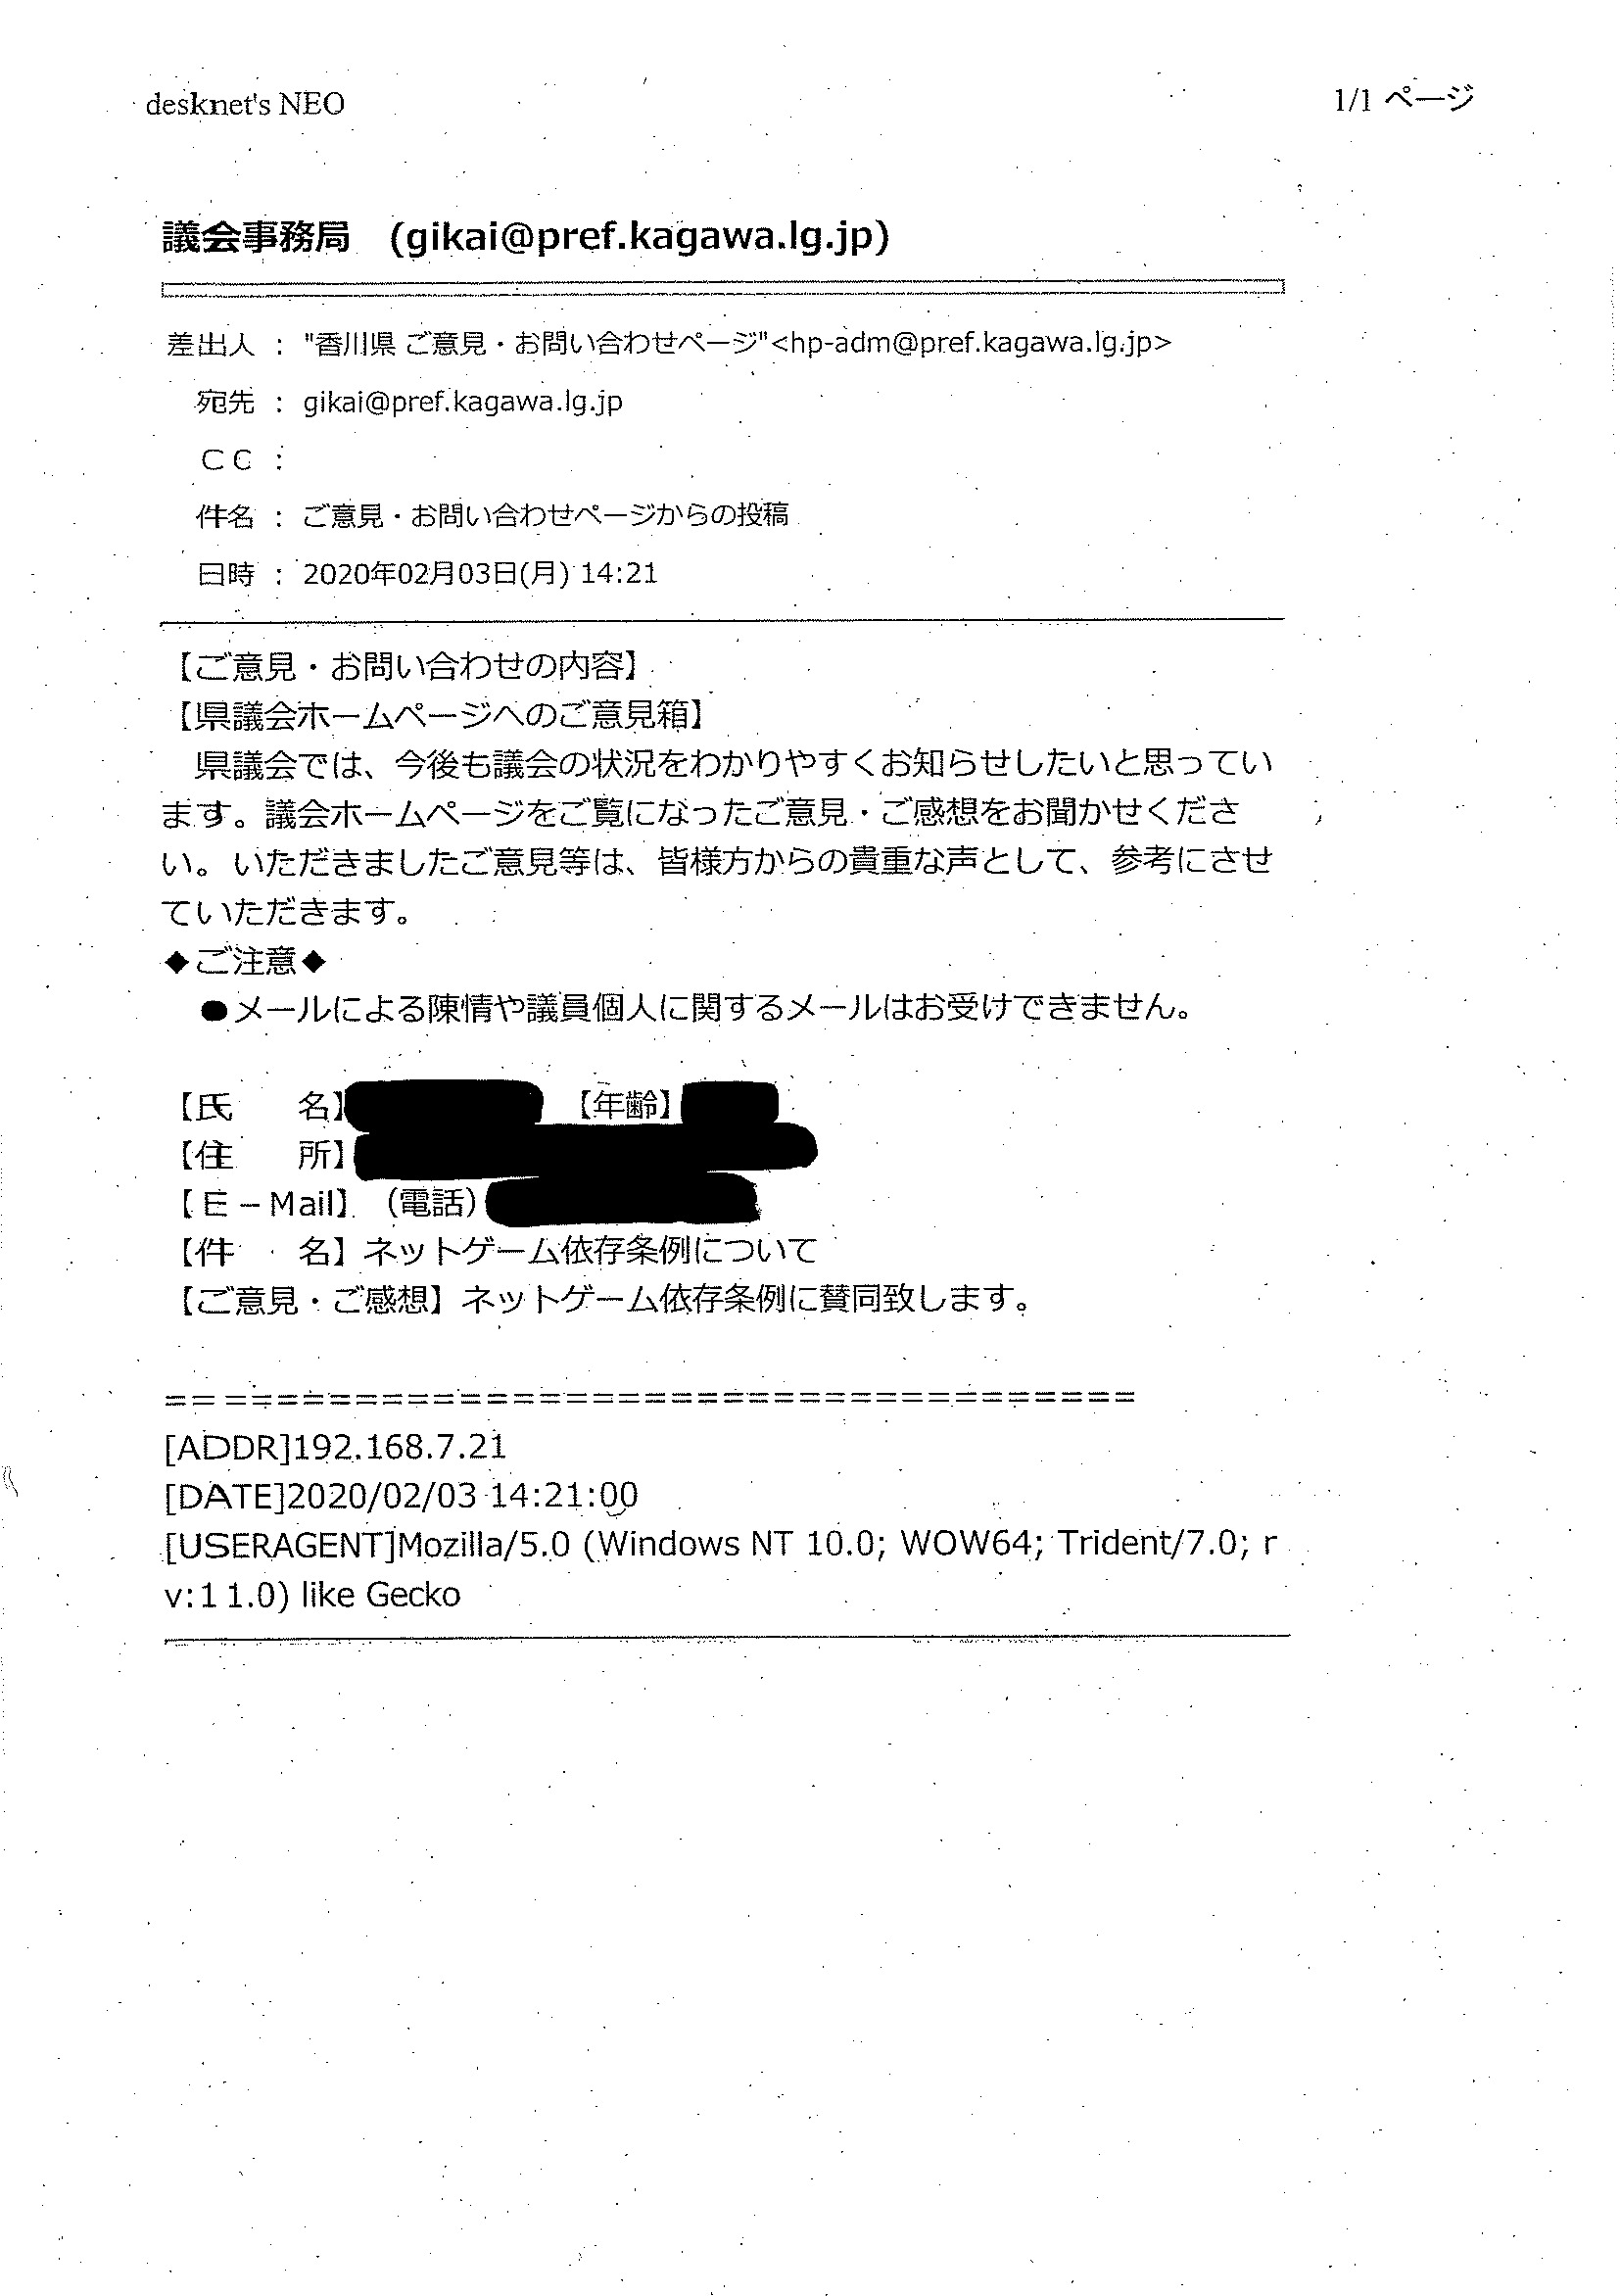 desknet's NEO
1/1 ページ
議会事務局　(gikai@pref.kagawa.lg.jp)
差出人 ： "香川県 ご意見・お問い合わせページ"<hp-adm@pref.kagawa.lg.jp>
宛先 ： gikai@pref.kagawa.lg.jp
ＣＣ ：
件名 ： ご意見・お問い合わせページからの投稿
日時 ： 2020年02月03日(月) 14:21
【ご意見・お問い合わせの内容】
【県議会ホームページへのご意見箱】
　県議会では、今後も議会の状況をわかりやすくお知らせしたいと思ってい
ます。議会ホームページをご覧になったご意見・ご感想をお聞かせくださ
い。いただきましたご意見等は、皆様方からの貴重な声として、参考にさせ
ていただきます。
◆ご注意◆
　●メールによる陳情や議員個人に関するメールはお受けできません。
【氏　　名】　【年齢】
【住　　所】
【Ｅ－Mail】（電話）
【件　　名】ネットゲーム依存条例について
【ご意見・ご感想】ネットゲーム依存条例に賛同致します。
=====================================
[ADDR]192.168.7.21
[DATE]2020/02/03 14:21:00
[USERAGENT]Mozilla/5.0 (Windows NT 10.0; WOW64; Trident/7.0; r
v:11.0) like Gecko